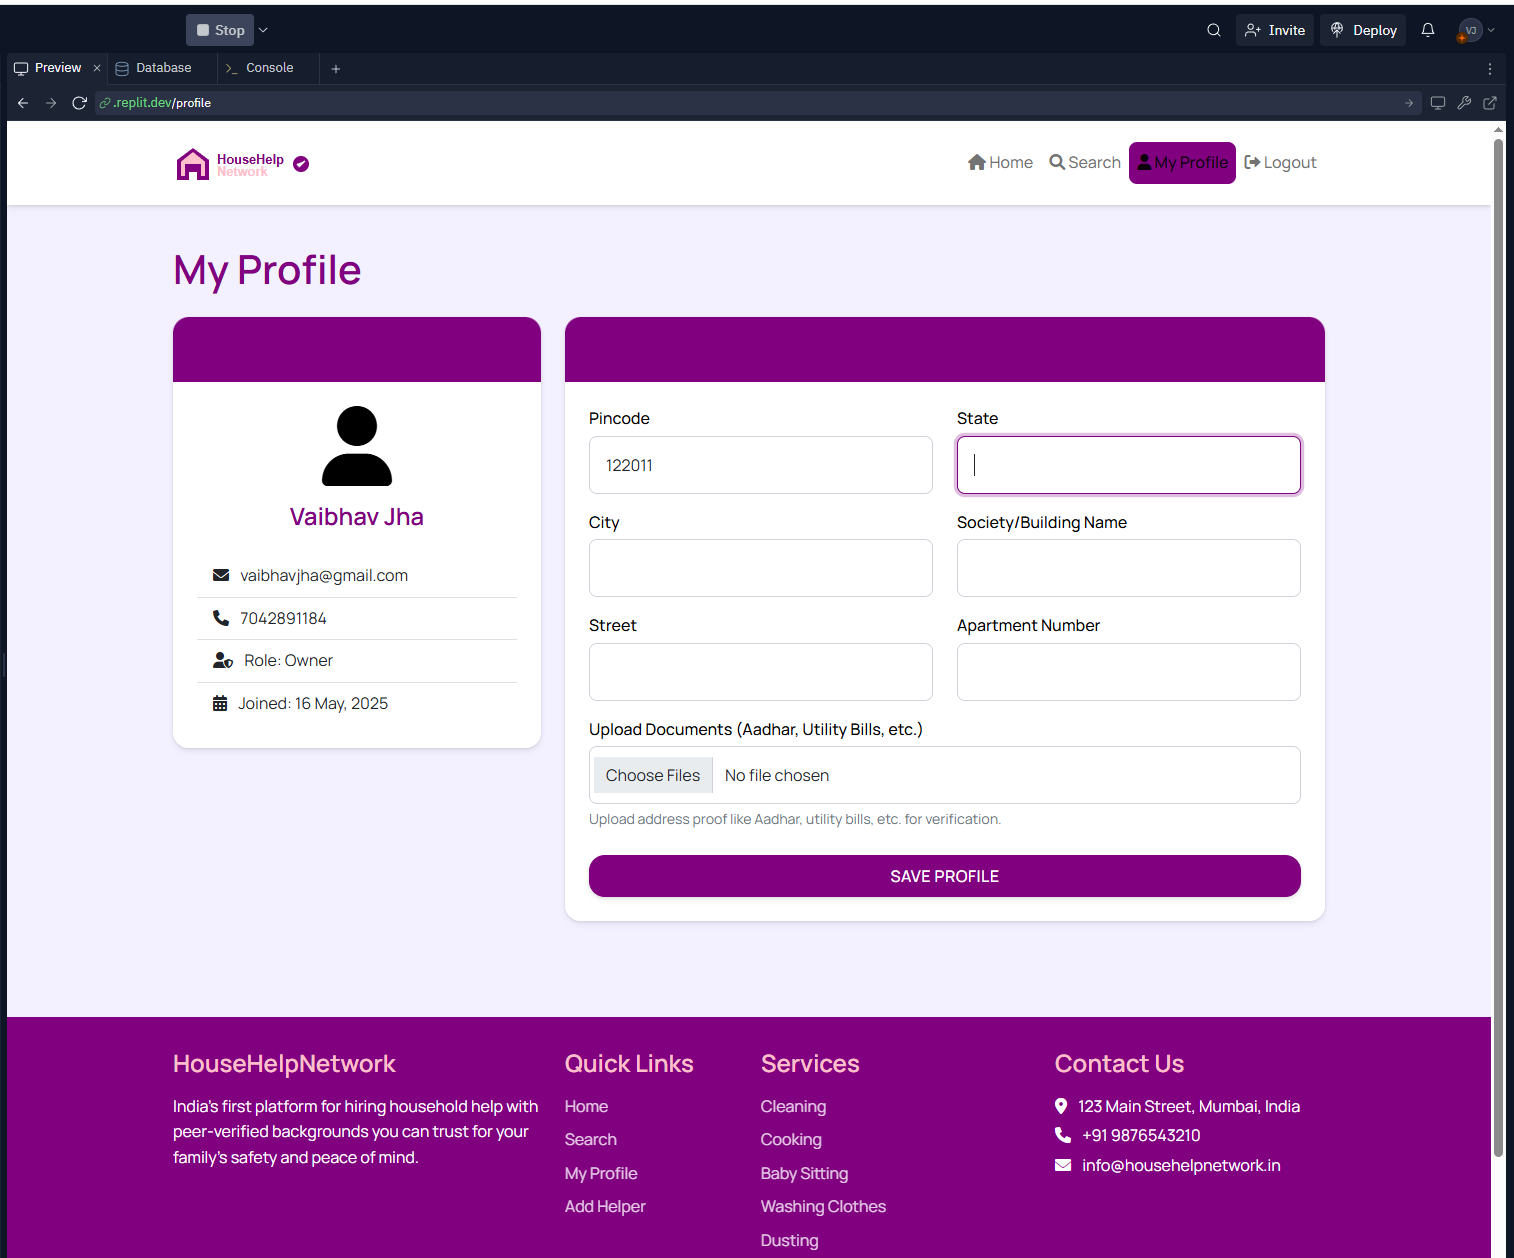 Stop
Invite
Deploy
VJ
Preview
Database
Console
.replit.dev/profile
HouseHelp
Network
Home
Search
My Profile
Logout
My Profile
Vaibhav Jha
vaibhavjha@gmail.com
7042891184
Role: Owner
Joined: 16 May, 2025
Pincode
State
122011
City
Society/Building Name
Street
Apartment Number
Upload Documents (Aadhar, Utility Bills, etc.)
Choose Files No file chosen
Upload address proof like Aadhar, utility bills, etc. for verification.
SAVE PROFILE
HouseHelpNetwork
India's first platform for hiring household help with
peer-verified backgrounds you can trust for your
family's safety and peace of mind.
Quick Links
Home
Search
My Profile
Add Helper
Services
Cleaning
Cooking
Baby Sitting
Washing Clothes
Dusting
Contact Us
123 Main Street, Mumbai, India
+91 9876543210
info@househelpnetwork.in